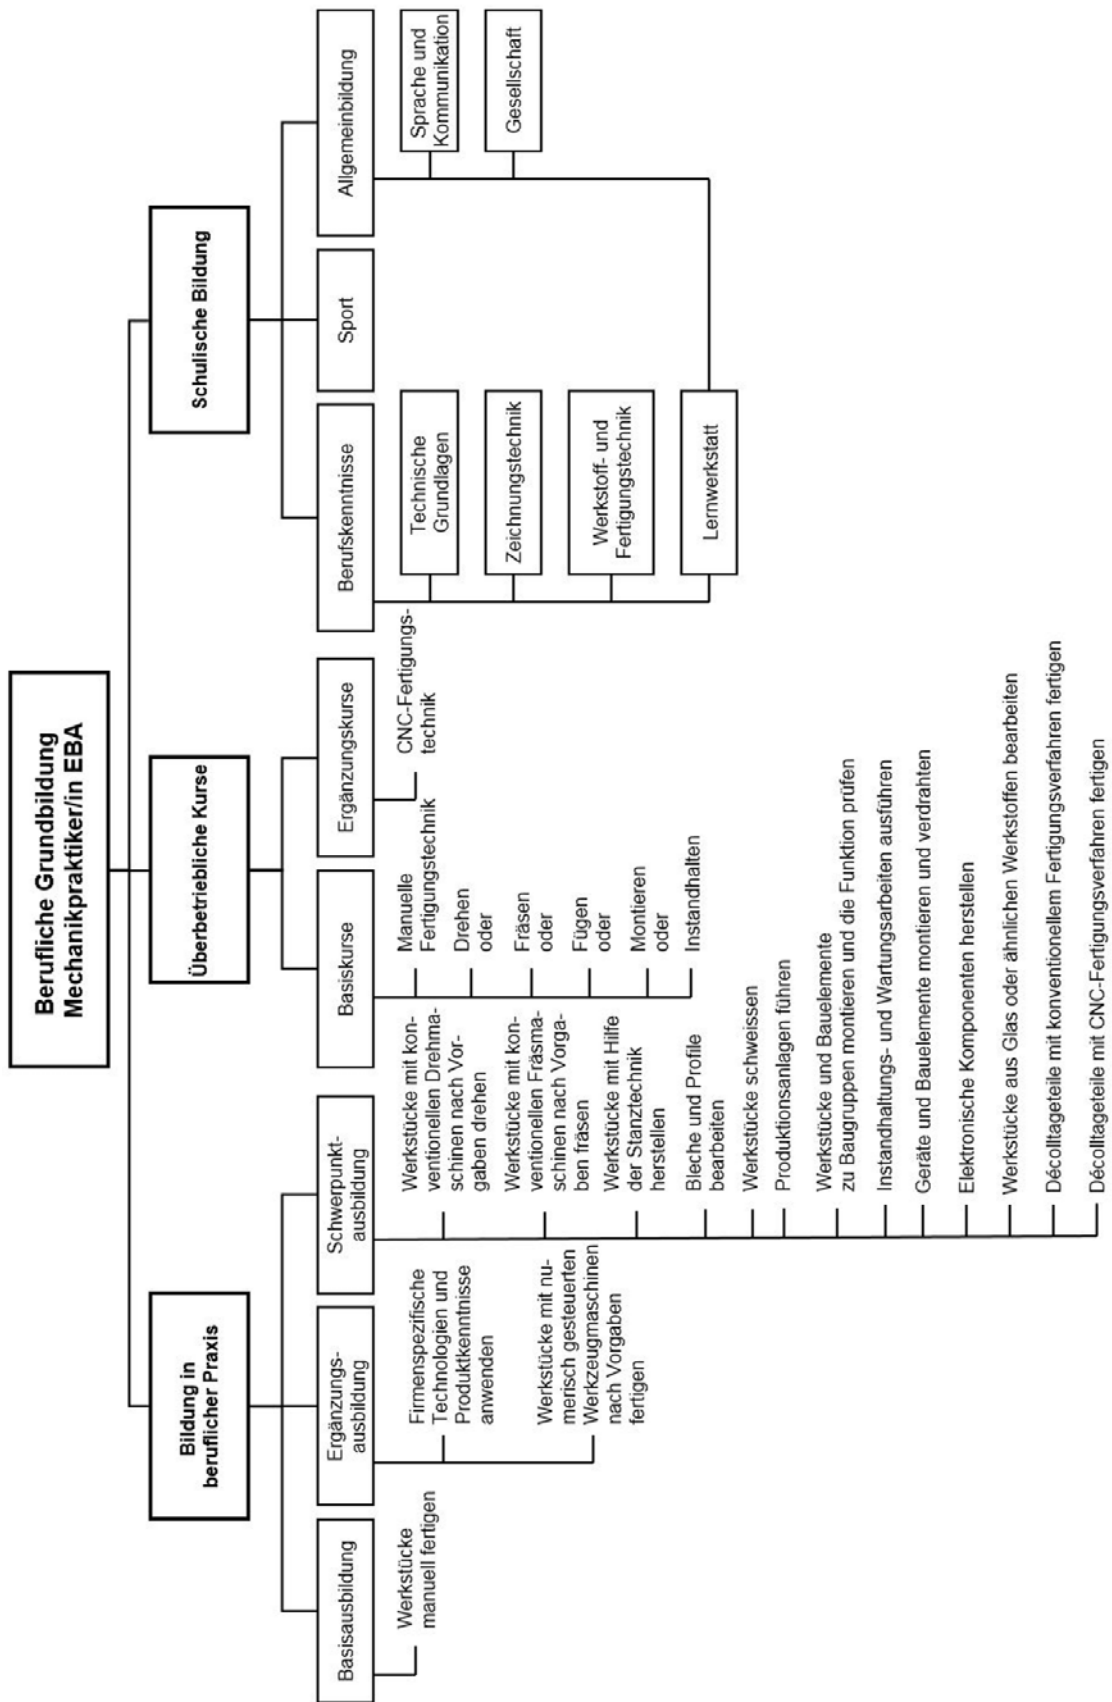 Berufliche Grundbildung
Mechanikpraktiker/in EBA
Bildung in
beruflicher Praxis
Überbetriebliche Kurse
Schulische Bildung
Basisausbildung
Ergänzungs-
ausbildung
Schwerpunkt-
ausbildung
Basiskurse
Ergänzungskurse
Berufskenntnisse
Sport
Allgemeinbildung
Werkstücke
manuell fertigen
Firmenspezifische
Technologien und
Produktkenntnisse
anwenden
Werkstücke mit nu-
merisch gesteuerten
Werkzeugmaschinen
nach Vorgaben
fertigen
Werkstücke mit kon-
ventionellen Drehma-
schinen nach Vor-
gaben drehen
Werkstücke mit kon-
ventionellen Fräsma-
schinen nach Vorga-
ben fräsen
Werkstücke mit Hilfe
der Stanztechnik
herstellen
Bleche und Profile
bearbeiten
Werkstücke schweissen
Produktionsanlagen führen
Werkstücke und Bauelemente
zu Baugruppen montieren und die Funktion prüfen
Instandhaltungs- und Wartungsarbeiten ausführen
Geräte und Bauelemente montieren und verdrahten
Elektronische Komponenten herstellen
Werkstücke aus Glas oder ähnlichen Werkstoffen bearbeiten
Décolltageteile mit konventionellem Fertigungsverfahren fertigen
Décolltageteile mit CNC-Fertigungsverfahren fertigen
Manuelle
Fertigungstechnik
Drehen
oder
Fräsen
oder
Fügen
oder
Montieren
oder
Instandhalten
CNC-Fertigungs-
technik
Technische
Grundlagen
Zeichnungstechnik
Werkstoff- und
Fertigungstechnik
Lernwerkstatt
Sprache und
Kommunikation
Gesellschaft